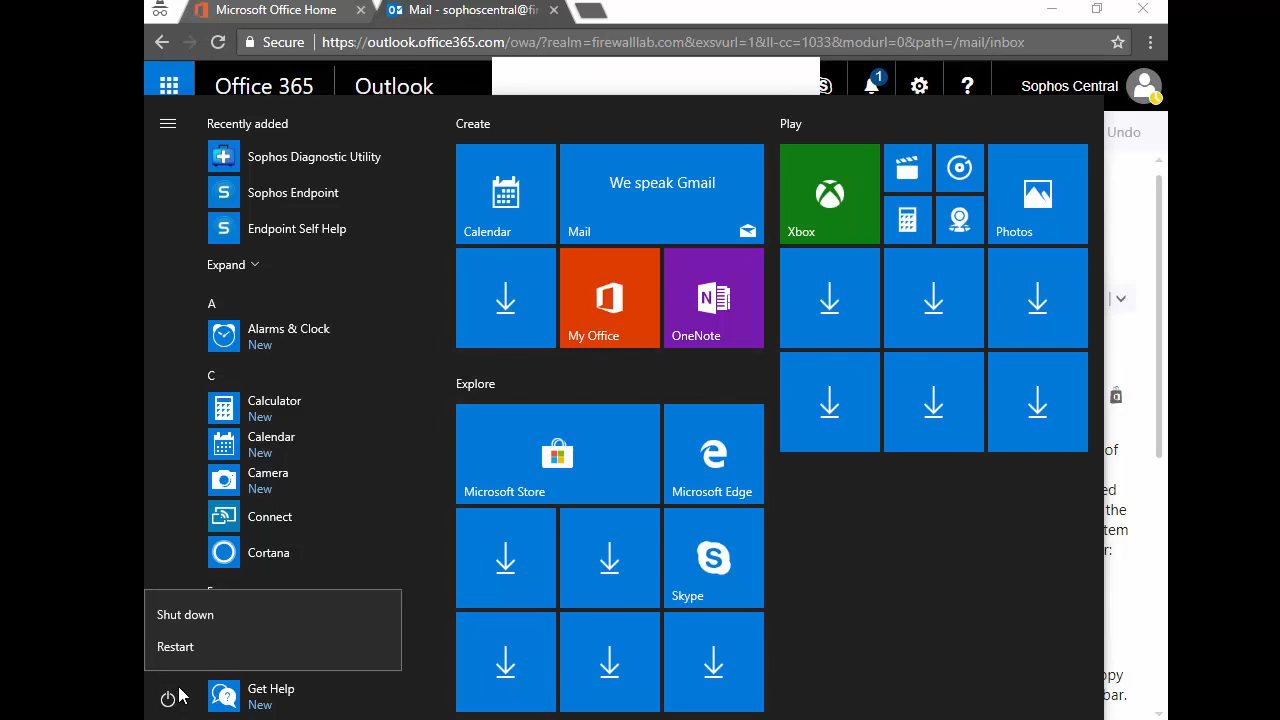 Microsoft Office Home
Mail - sophoscentral@fi
Secure
https://outlook.office365.com/owa/?realm=firewalllab.com&exsvurl=1&ll-cc=1033&modurl=0&path=/mail/inbox
Office 365
Outlook
1
?
Sophos Central
Undo
Recently added
Sophos Diagnostic Utility
Sophos Endpoint
Endpoint Self Help
Expand
A
Alarms & Clock
New
C
Calculator
New
Calendar
New
Camera
New
Connect
Cortana
Shut down
Restart
Get Help
New
Create
Calendar
We speak Gmail
Mail
My Office
OneNote
Explore
Microsoft Store
Microsoft Edge
Skype
Play
Xbox
Photos
of
ed
the
tem
r:
ppy
bar.